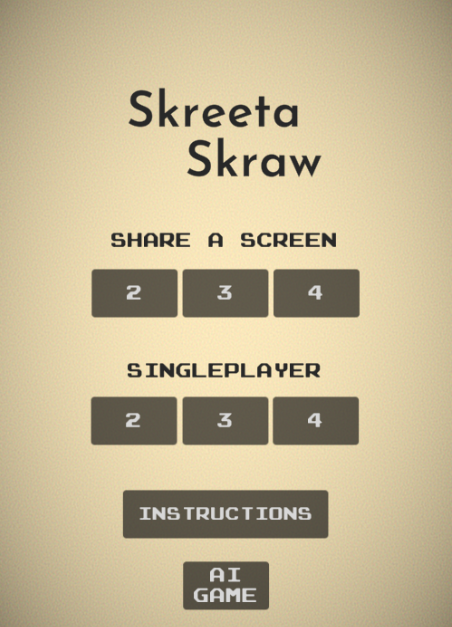 Skreeta
Skraw
SHARE A SCREEN
2 3 4
SINGLEPLAYER
2 3 4
INSTRUCTIONS
AI
GAME